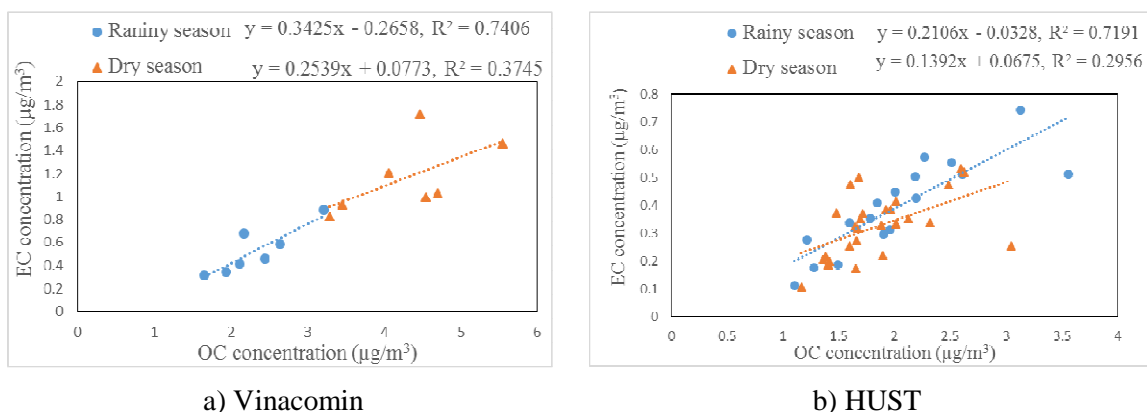 Raniny season y = 0.3425x - 0.2658, R² = 0.7406
Dry season y = 0.2539x + 0.0773, R² = 0.3745
EC concentration (µg/m³)
2
1.8
1.6
1.4
1.2
1
0.8
0.6
0.4
0.2
0
0 1 2 3 4 5 6
OC concentration (µg/m³)
a) Vinacomin
Rainy season y = 0.2106x - 0.0328, R² = 0.7191
Dry season y = 0.1392x + 0.0675, R² = 0.2956
EC concentration (µg/m³)
0.8
0.7
0.6
0.5
0.4
0.3
0.2
0.1
0
0 0.5 1 1.5 2 2.5 3 3.5 4
OC concentration (µg/m³)
b) HUST